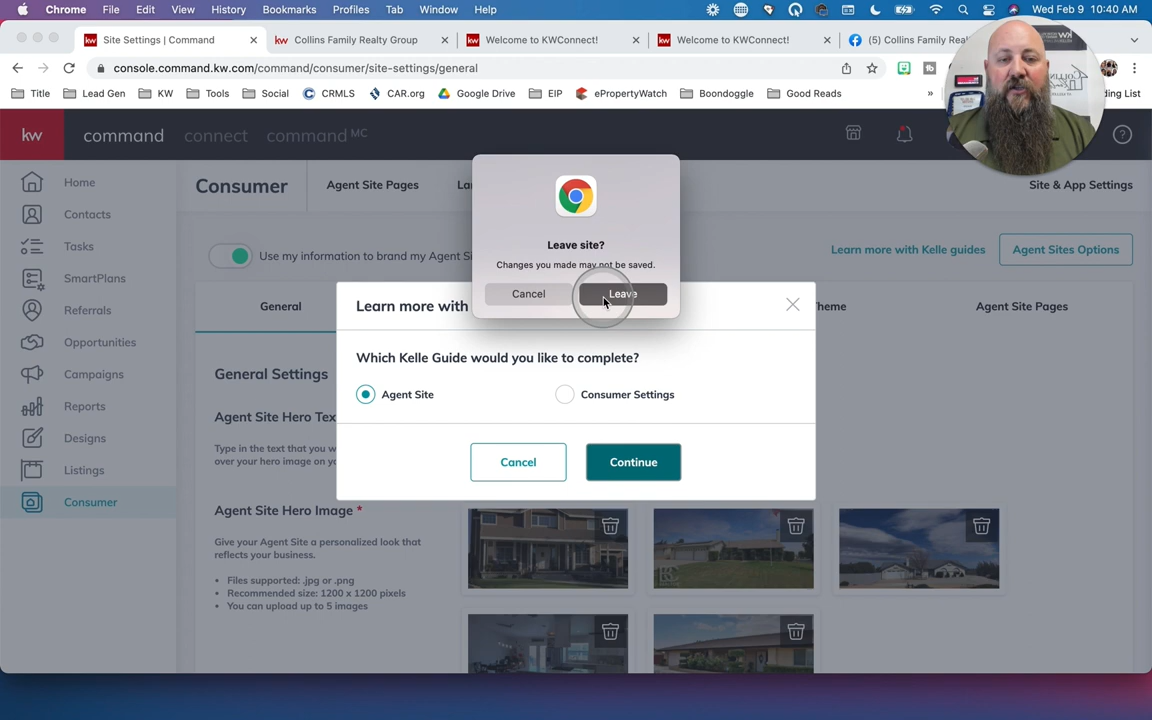 Chrome File Edit View History Bookmarks Profiles Tab Window Help Wed Feb 9 10:40 AM
Site Settings | Command
Collins Family Realty Group
Welcome to KWConnect!
Welcome to KWConnect!
(5) Collins Family Rea
console.command.kw.com/command/consumer/site-settings/general
Title Lead Gen KW Tools Social CRMLS CAR.org Google Drive EIP ePropertyWatch Boondoggle Good Reads » ding List
kw command connect command MC
Home
Contacts
Tasks
SmartPlans
Referrals
Opportunities
Campaigns
Reports
Designs
Listings
Consumer
Consumer Agent Site Pages Lan Site & App Settings
Use my information to brand my Agent Si
Learn more with Kelle guides
Agent Sites Options
General heme Agent Site Pages
General Settings
Agent Site Hero Tex
Type in the text that you w
over your hero image on yo
Agent Site Hero Image *
Give your Agent Site a personalized look that
reflects your business.
• Files supported: .jpg or .png
• Recommended size: 1200 x 1200 pixels
• You can upload up to 5 images
Leave site?
Changes you made may not be saved.
Cancel Leave
Learn more with
Which Kelle Guide would you like to complete?
Agent Site Consumer Settings
Cancel Continue